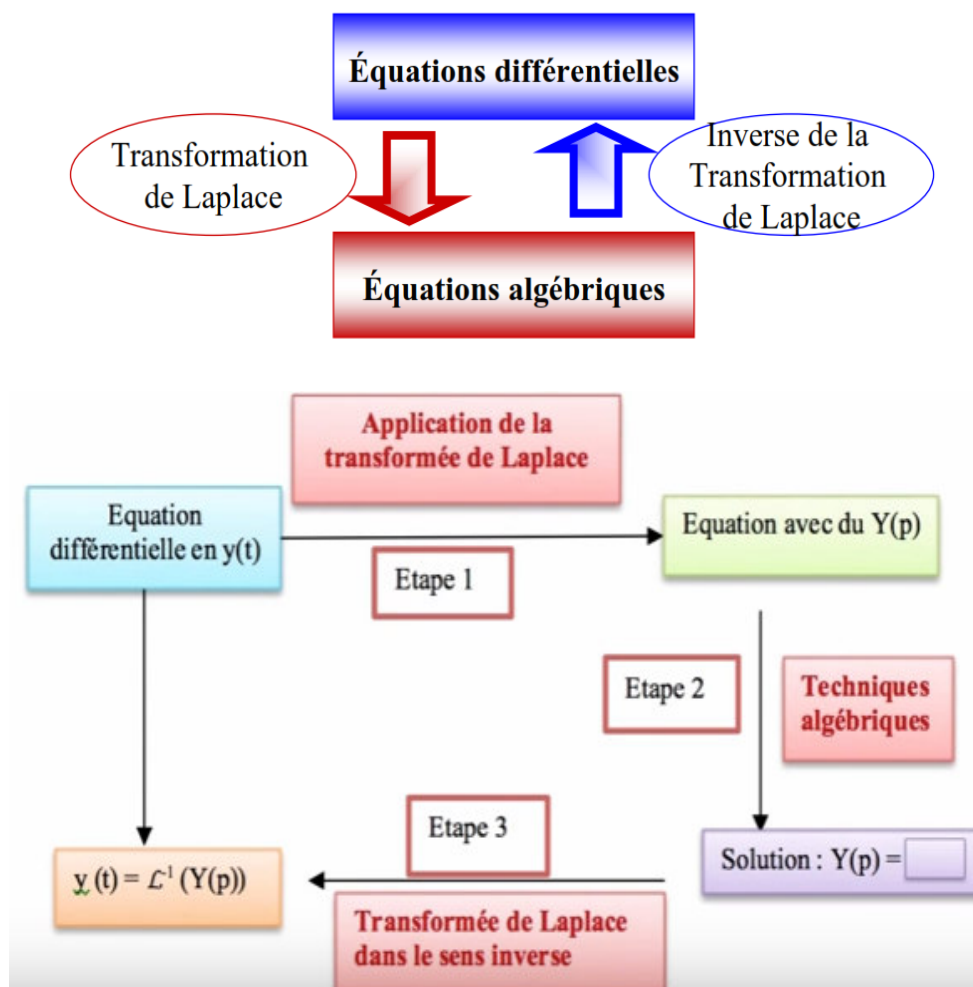 Équations différentielles
Transformation
de Laplace
Inverse de la
Transformation
de Laplace
Équations algébriques
Application de la
transformée de Laplace
Equation
différentielle en y(t)
Equation avec du Y(p)
Etape 1
Etape 2
Techniques
algébriques
Etape 3
Solution : Y(p) =
y (t) = ℒ⁻¹ (Y(p))
Transformée de Laplace
dans le sens inverse